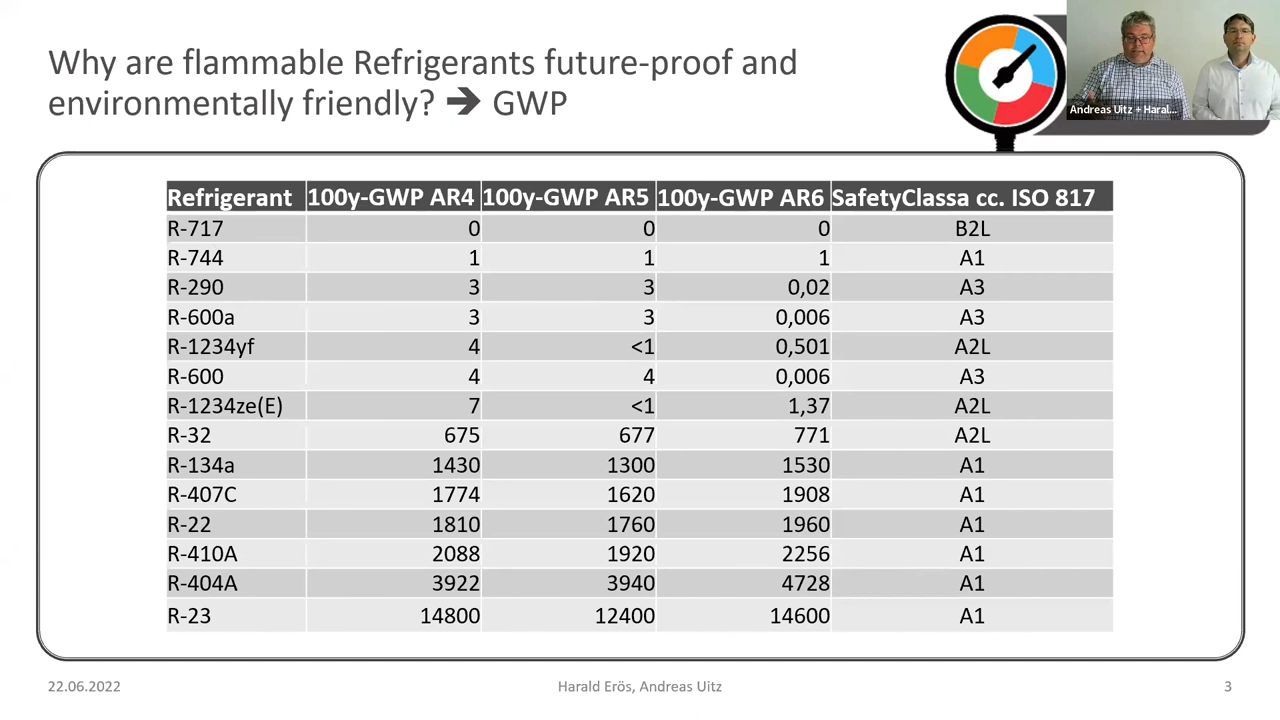 Why are flammable Refrigerants future-proof and
environmentally friendly? ➔ GWP
Andreas Uitz + Haral...
Refrigerant 100y-GWP AR4 100y-GWP AR5 100y-GWP AR6 SafetyClassa cc. ISO 817
R-717 0 0 0 B2L
R-744 1 1 1 A1
R-290 3 3 0,02 A3
R-600a 3 3 0,006 A3
R-1234yf 4 <1 0,501 A2L
R-600 4 4 0,006 A3
R-1234ze(E) 7 <1 1,37 A2L
R-32 675 677 771 A2L
R-134a 1430 1300 1530 A1
R-407C 1774 1620 1908 A1
R-22 1810 1760 1960 A1
R-410A 2088 1920 2256 A1
R-404A 3922 3940 4728 A1
R-23 14800 12400 14600 A1
22.06.2022 Harald Erös, Andreas Uitz 3